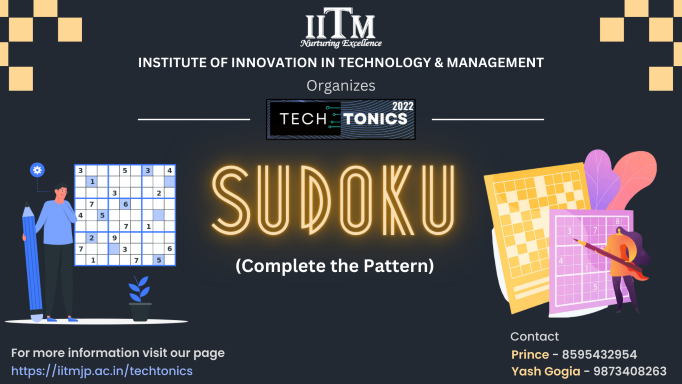 IITM
Nurturing Excellence
INSTITUTE OF INNOVATION IN TECHNOLOGY & MANAGEMENT
Organizes
TECH TONICS 2022
SUDOKU
(Complete the Pattern)
For more information visit our page
https://iitmjp.ac.in/techtonics
Contact
Prince - 8595432954
Yash Gogia - 9873408263